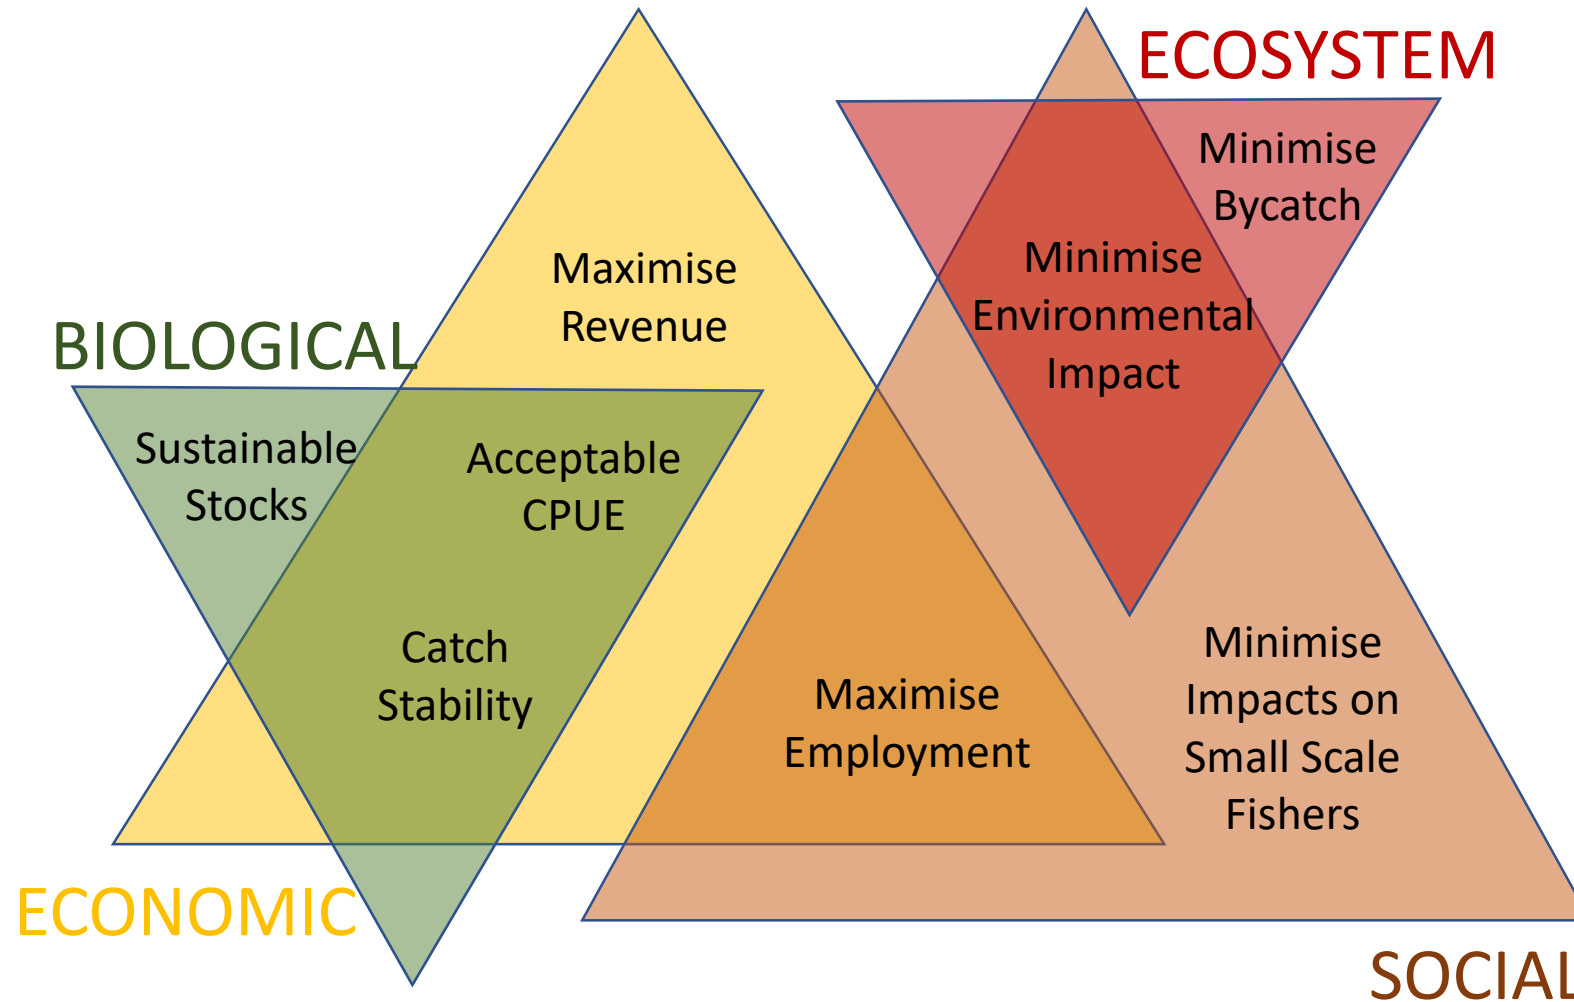 ECOSYSTEM
Minimise
Bycatch
Minimise
Environmental
Impact
Maximise
Revenue
BIOLOGICAL
Sustainable
Stocks
Acceptable
CPUE
Catch
Stability
Maximise
Employment
Minimise
Impacts on
Small Scale
Fishers
ECONOMIC
SOCIAL